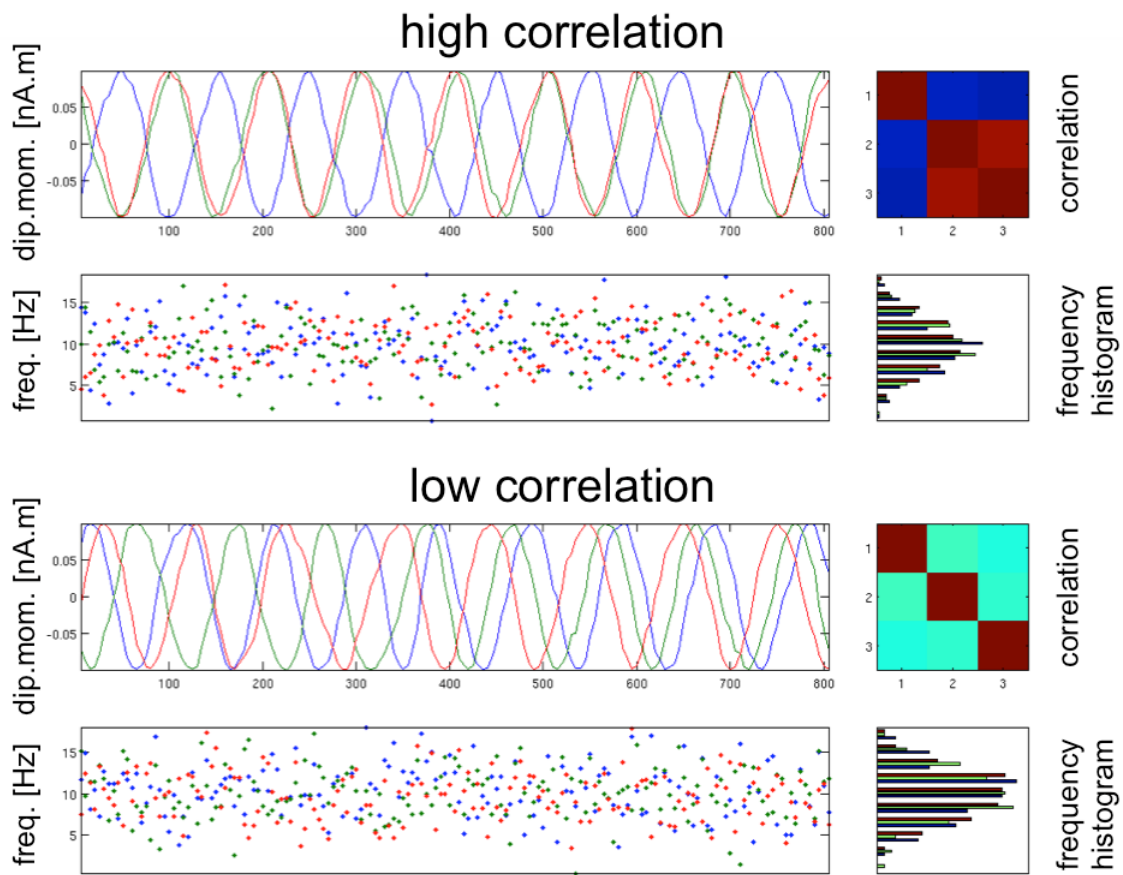 high correlation
dip.mom. [nA.m]
0.05
0
-0.05
100 200 300 400 500 600 700 800
1
2
3
1 2 3
correlation
freq. [Hz]
15
10
5
frequency
histogram
low correlation
dip.mom. [nA.m]
0.05
0
-0.05
100 200 300 400 500 600 700 800
1
2
3
1 2 3
correlation
freq. [Hz]
15
10
5
frequency
histogram